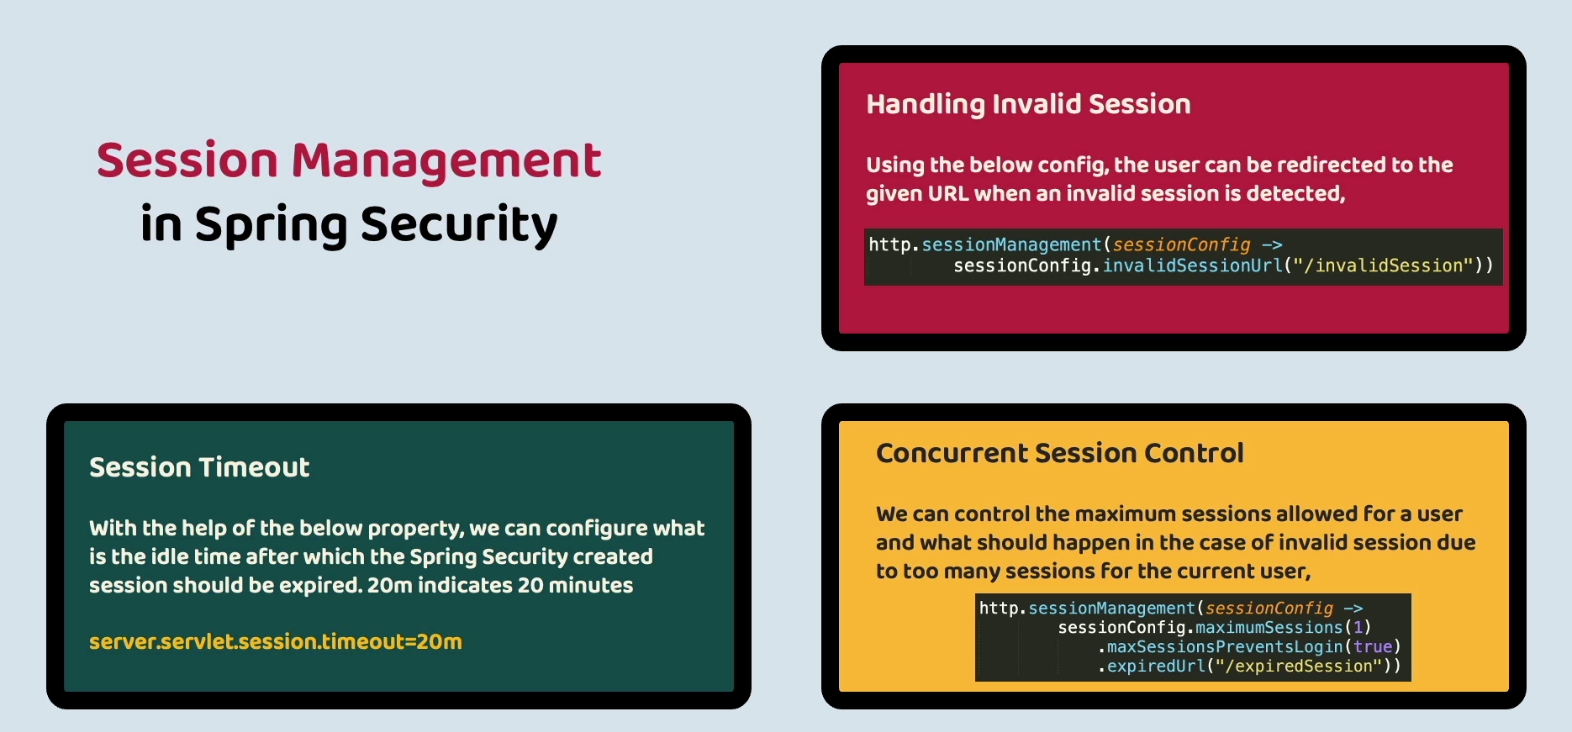 Session Management
in Spring Security
Handling Invalid Session
Using the below config, the user can be redirected to the
given URL when an invalid session is detected,
http.sessionManagement(sessionConfig ->
sessionConfig.invalidSessionUrl("/invalidSession"))
Session Timeout
With the help of the below property, we can configure what
is the idle time after which the Spring Security created
session should be expired. 20m indicates 20 minutes
server.servlet.session.timeout=20m
Concurrent Session Control
We can control the maximum sessions allowed for a user
and what should happen in the case of invalid session due
to too many sessions for the current user,
http.sessionManagement(sessionConfig ->
sessionConfig.maximumSessions(1)
.maxSessionsPreventsLogin(true)
.expiredUrl("/expiredSession"))